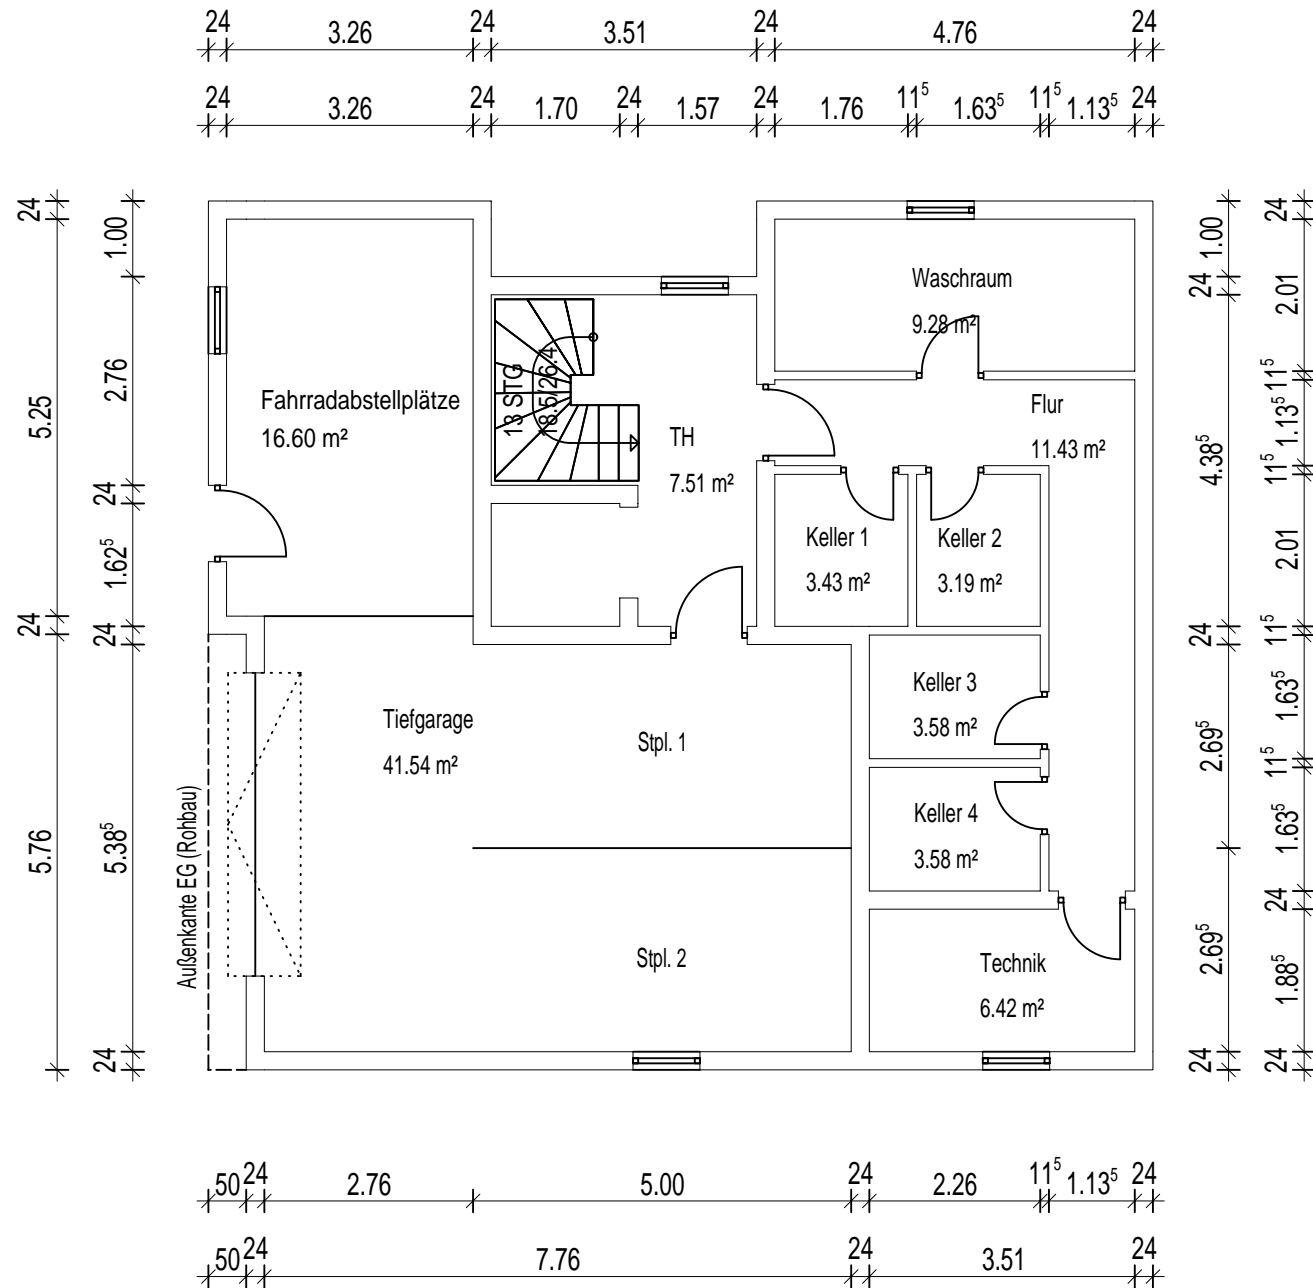 24 3.26 24 3.51 24 4.76 24
24 3.26 24 1.70 24 1.57 24 1.76 11⁵ 1.63⁵ 11⁵ 1.13⁵ 24
24
5.25
24
5.76
1.00
2.76
24
1.62⁵
24
5.38⁵
24
Fahrradabstellplätze
16.60 m²
13 STG
18.5/26.4
TH
7.51 m²
Waschraum
9.28 m²
Flur
11.43 m²
Keller 1
3.43 m²
Keller 2
3.19 m²
Keller 3
3.58 m²
Keller 4
3.58 m²
Technik
6.42 m²
Tiefgarage
41.54 m²
Stpl. 1
Stpl. 2
Außenkante EG (Rohbau)
1.00
24
4.38⁵
24
2.69⁵
2.69⁵
24
24
2.01
11⁵
1.13⁵
11⁵
2.01
11⁵
1.63⁵
11⁵
1.63⁵
24
1.88⁵
24
50 24 2.76 5.00 24 2.26 11⁵ 1.13⁵ 24
50 24 7.76 24 3.51 24